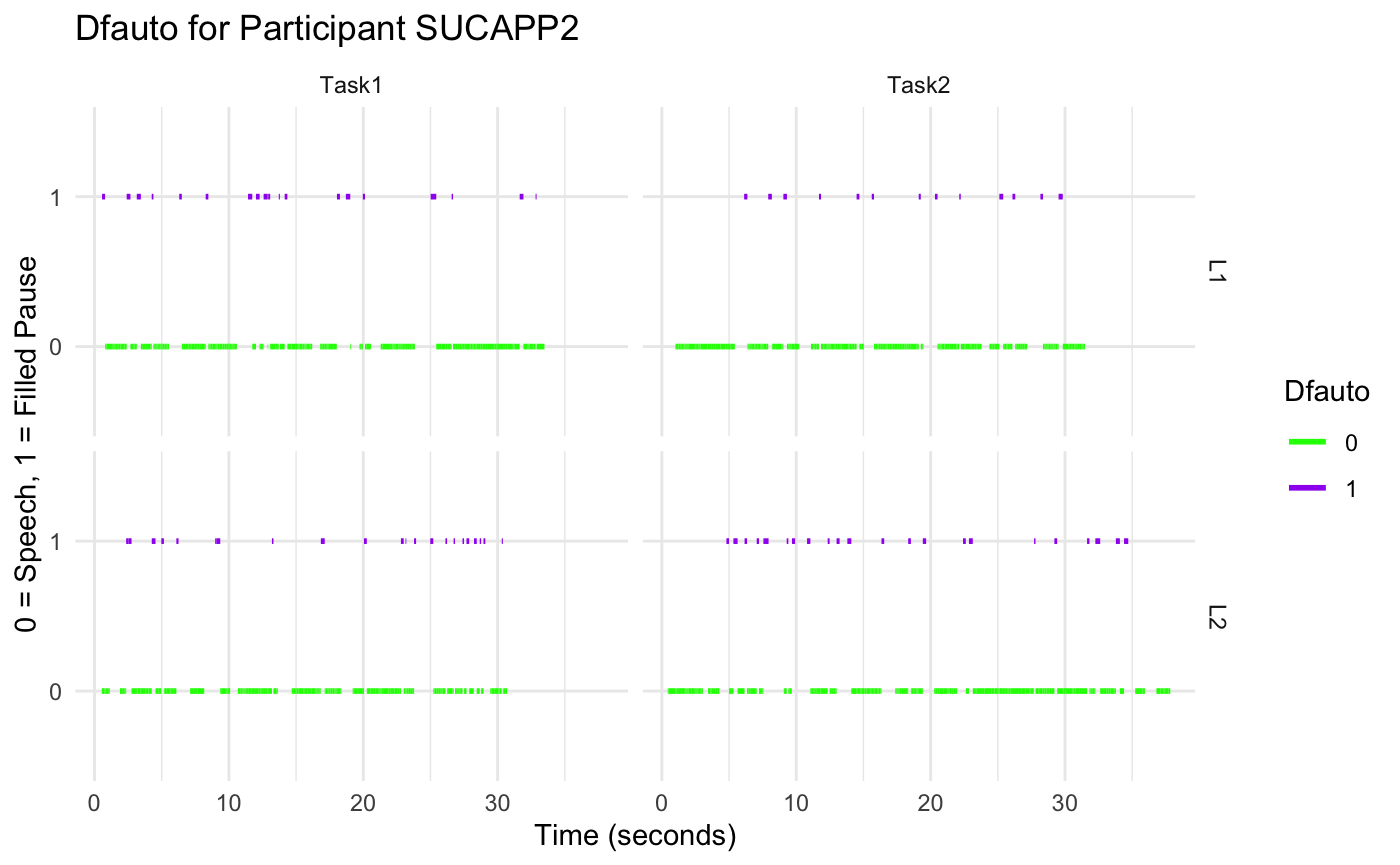 Dfauto for Participant SUCAPP2
Task1
Task2
1
0
L1
1
0
L2
0 = Speech, 1 = Filled Pause
0
10
20
30
0
10
20
30
Time (seconds)
Dfauto
0
1